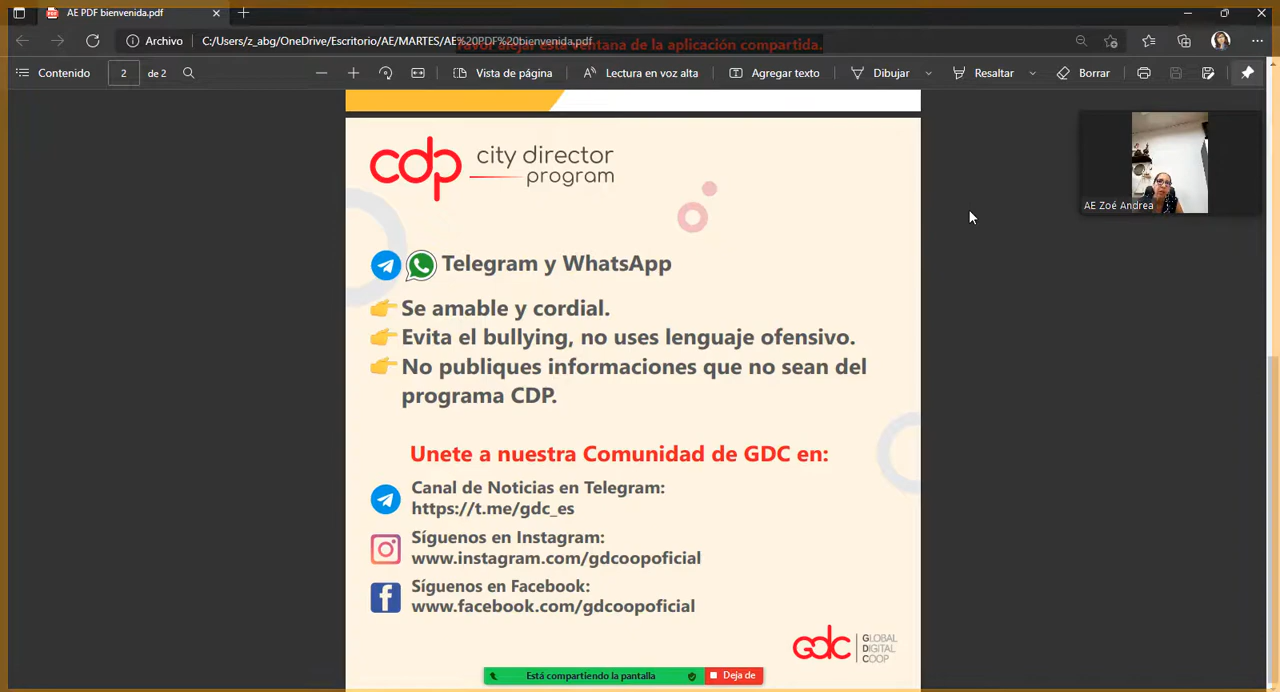 AE PDF bienvenida.pdf
Archivo
C:/Users/z_abg/OneDrive/Escritorio/AE/MARTES/AE%20PDF%20bienvenida.pdf
favor alejar esta ventana de la aplicación compartida.
Contenido
2
de 2
Vista de página
Lectura en voz alta
Agregar texto
Dibujar
Resaltar
Borrar
cdp city director program
AE Zoé Andrea
Telegram y WhatsApp
Se amable y cordial.
Evita el bullying, no uses lenguaje ofensivo.
No publiques informaciones que no sean del
programa CDP.
Unete a nuestra Comunidad de GDC en:
Canal de Noticias en Telegram:
https://t.me/gdc_es
Síguenos en Instagram:
www.instagram.com/gdcoopoficial
Síguenos en Facebook:
www.facebook.com/gdcoopoficial
gdc GLOBAL DIGITAL COOP
Está compartiendo la pantalla
Deja de